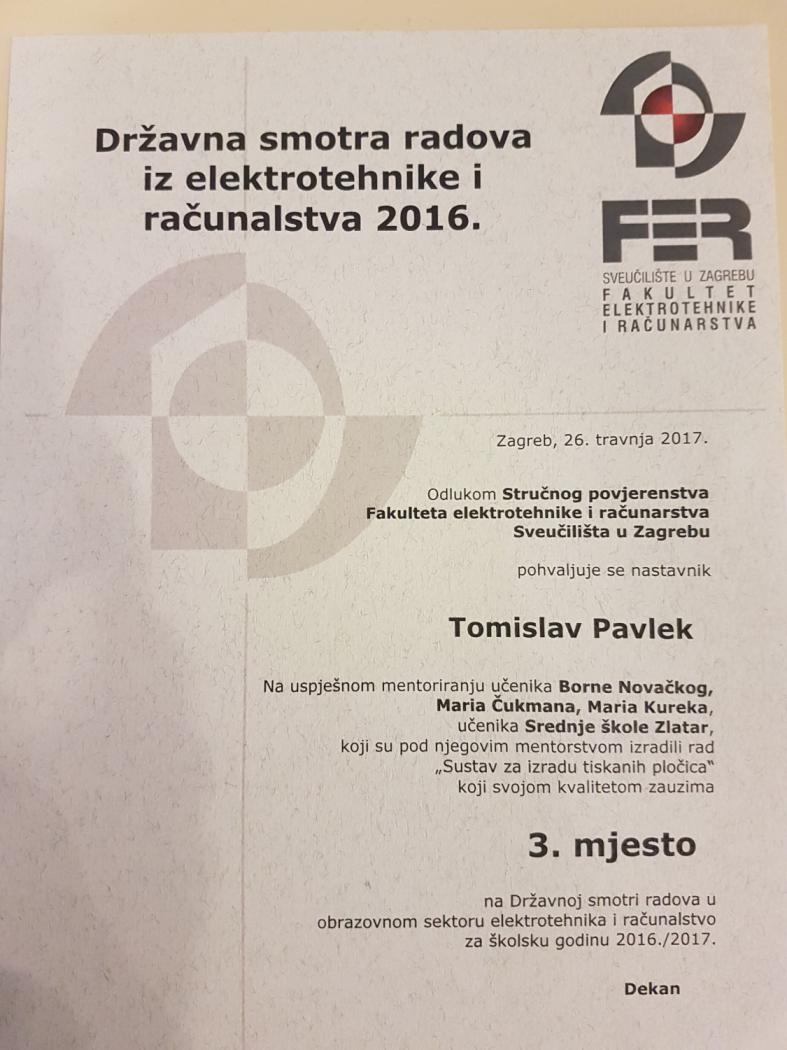 Državna smotra radova
iz elektrotehnike i
računalstva 2016.
FER
SVEUČILIŠTE U ZAGREBU
FAKULTET
ELEKTROTEHNIKE
I RAČUNARSTVA
Zagreb, 26. travnja 2017.
Odlukom Stručnog povjerenstva
Fakulteta elektrotehnike i računarstva
Sveučilišta u Zagrebu
pohvaljuje se nastavnik
Tomislav Pavlek
Na uspješnom mentoriranju učenika Borne Novačkog,
Maria Čukmana, Maria Kureka,
učenika Srednje škole Zlatar,
koji su pod njegovim mentorstvom izradili rad
„Sustav za izradu tiskanih pločica“
koji svojom kvalitetom zauzima
3. mjesto
na Državnoj smotri radova u
obrazovnom sektoru elektrotehnika i računalstvo
za školsku godinu 2016./2017.
Dekan